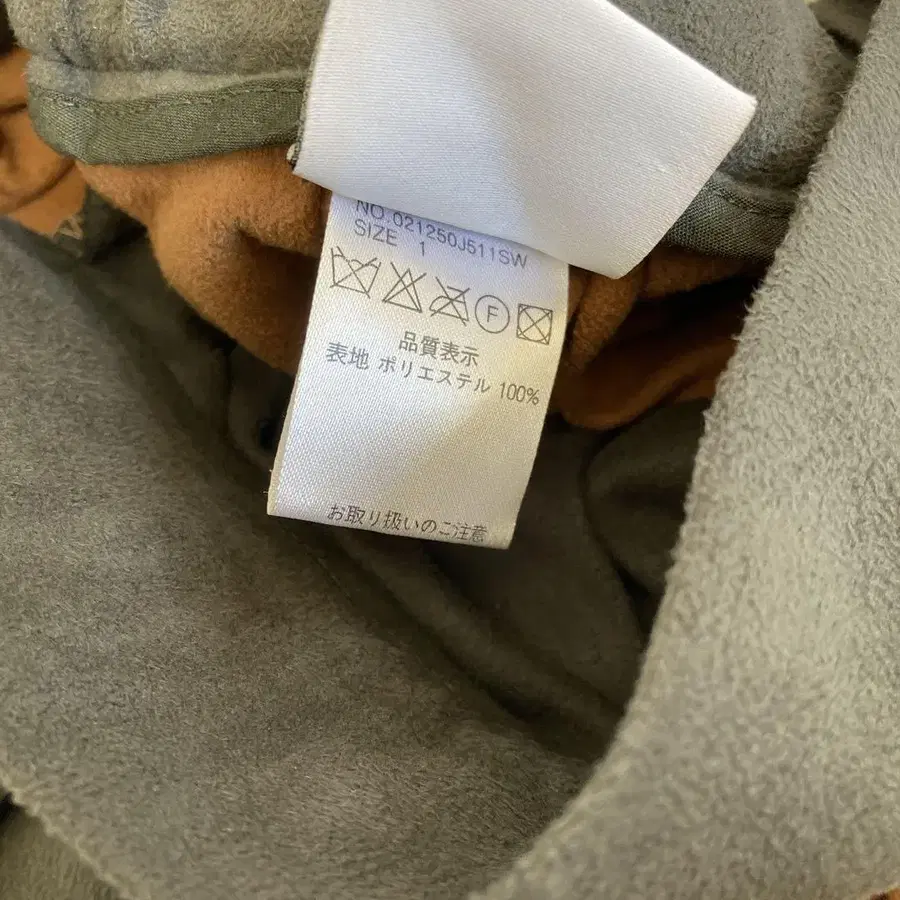 NO.021250J511SW
SIZE 1
F
品質表示
表地 ポリエステル 100%
お取り扱いのご注意